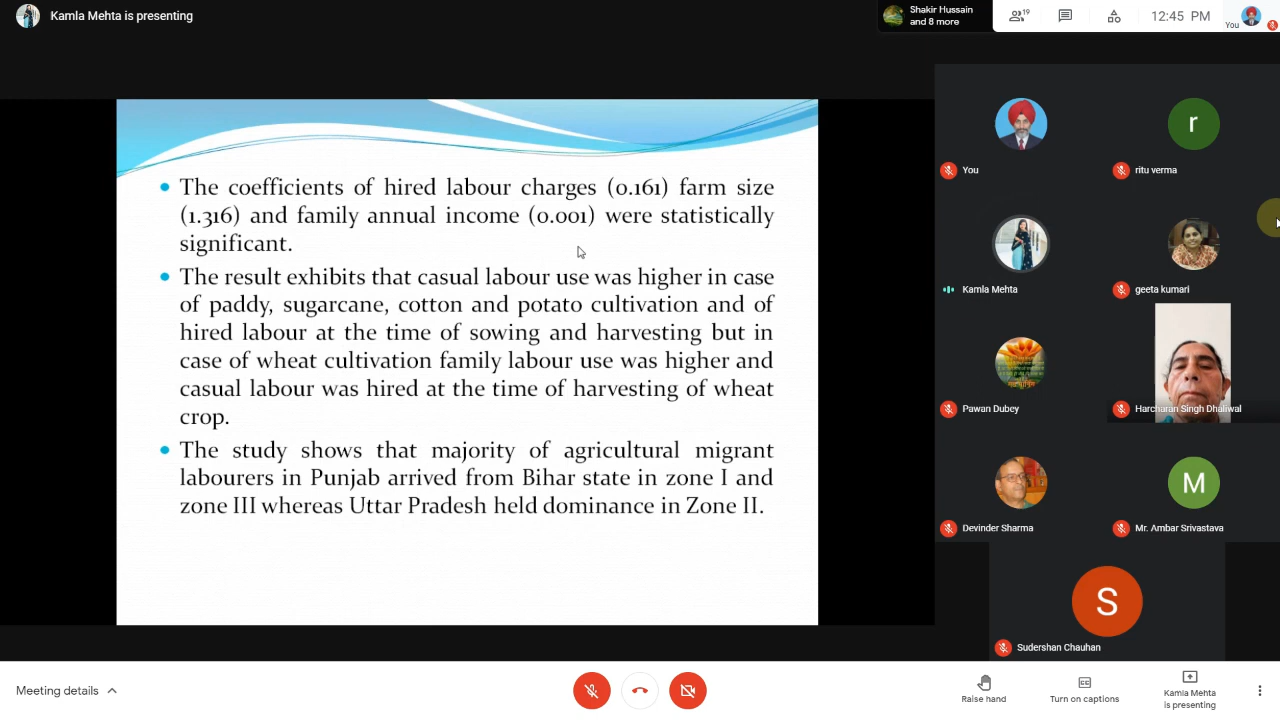 Kamla Mehta is presenting
Shakir Hussain
and 8 more
19
12:45 PM
You
• The coefficients of hired labour charges (0.161) farm size
(1.316) and family annual income (0.001) were statistically
significant.
• The result exhibits that casual labour use was higher in case
of paddy, sugarcane, cotton and potato cultivation and of
hired labour at the time of sowing and harvesting but in
case of wheat cultivation family labour use was higher and
casual labour was hired at the time of harvesting of wheat
crop.
• The study shows that majority of agricultural migrant
labourers in Punjab arrived from Bihar state in zone I and
zone III whereas Uttar Pradesh held dominance in Zone II.
You
r
ritu verma
Kamla Mehta
geeta kumari
Pawan Dubey
Harcharan Singh Dhaliwal
Devinder Sharma
M
Mr. Ambar Srivastava
S
Sudershan Chauhan
Meeting details
Raise hand
Turn on captions
Kamla Mehta
is presenting